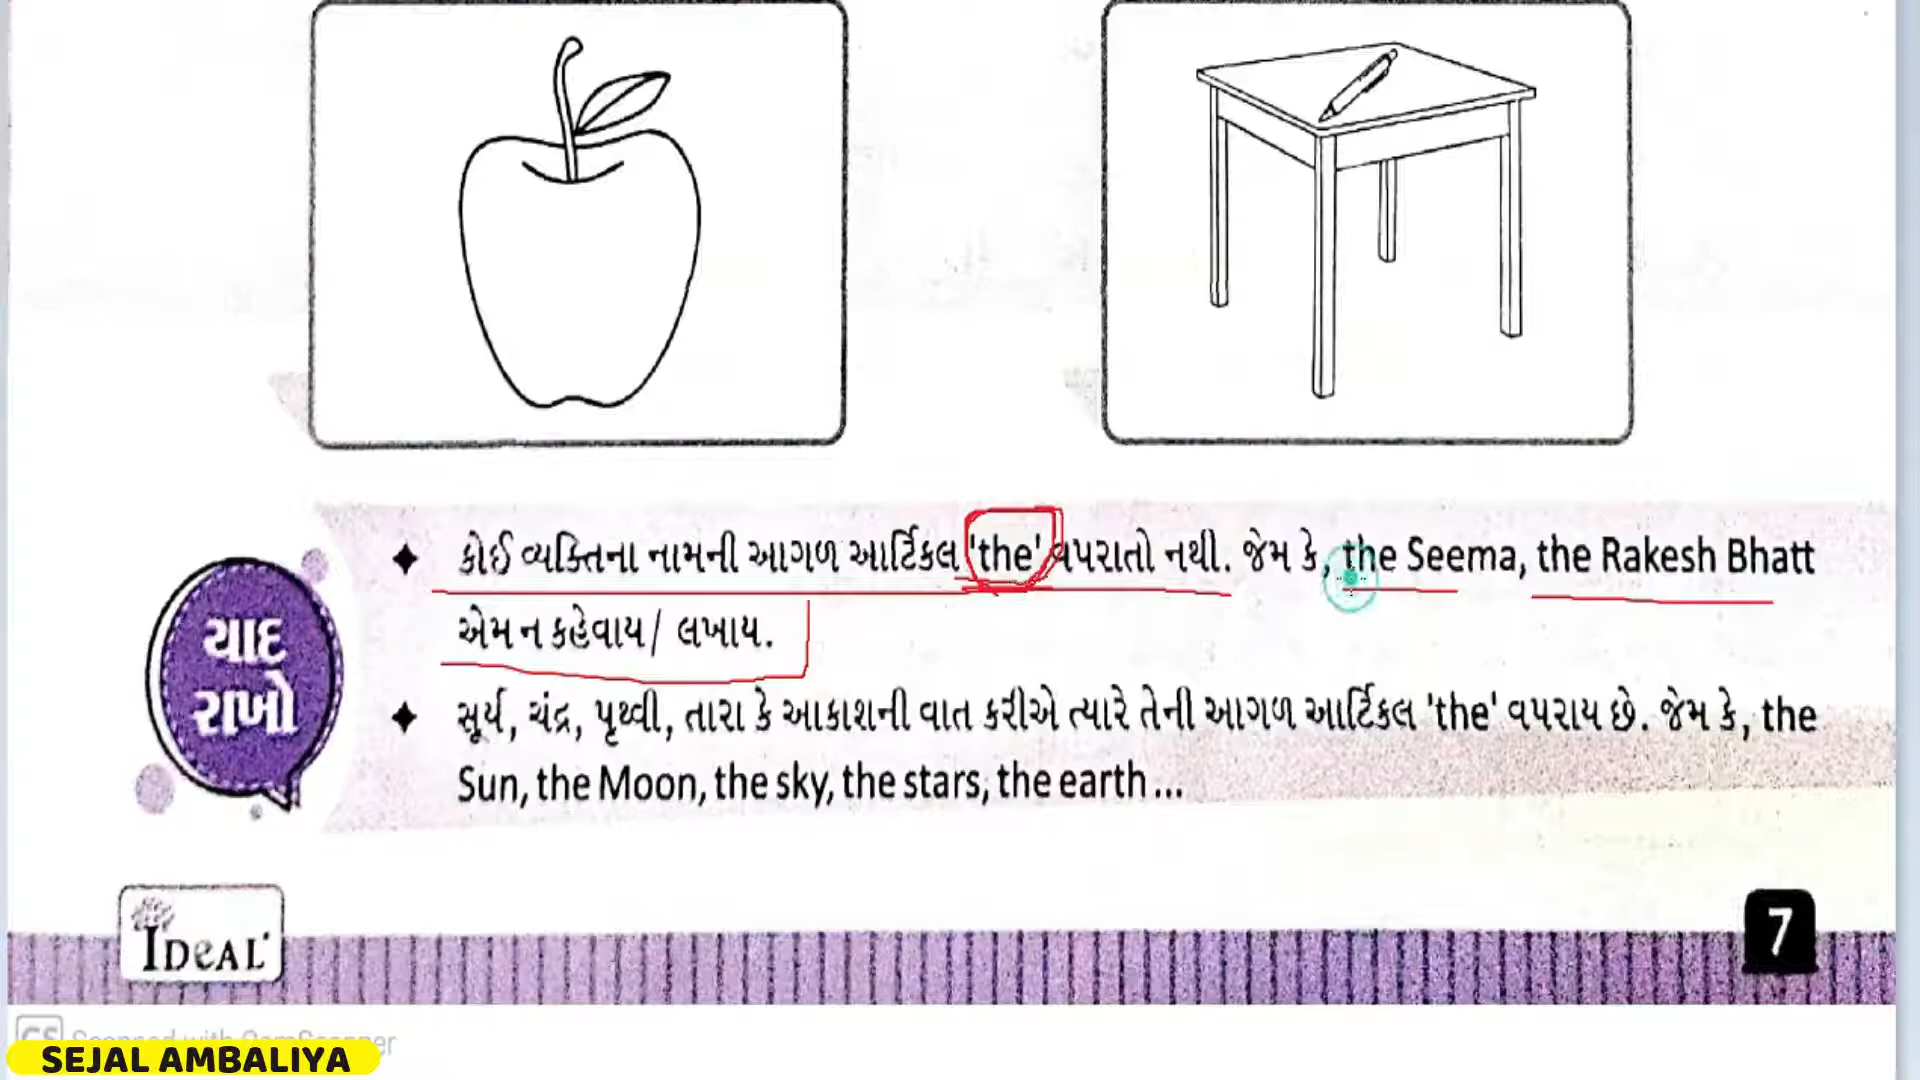 કોઈ વ્યક્તિના નામની આગળ આર્ટિકલ 'the' વપરાતો નથી. જેમ કે, the Seema, the Rakesh Bhatt
એમ ન કહેવાય / લખાય.
યાદ
રાખો
સૂર્ય, ચંદ્ર, પૃથ્વી, તારા કે આકાશની વાત કરીએ ત્યારે તેની આગળ આર્ટિકલ 'the' વપરાય છે. જેમ કે, the
Sun, the Moon, the sky, the stars, the earth ...
IDEAL
7
CS
SEJAL AMBALIYA